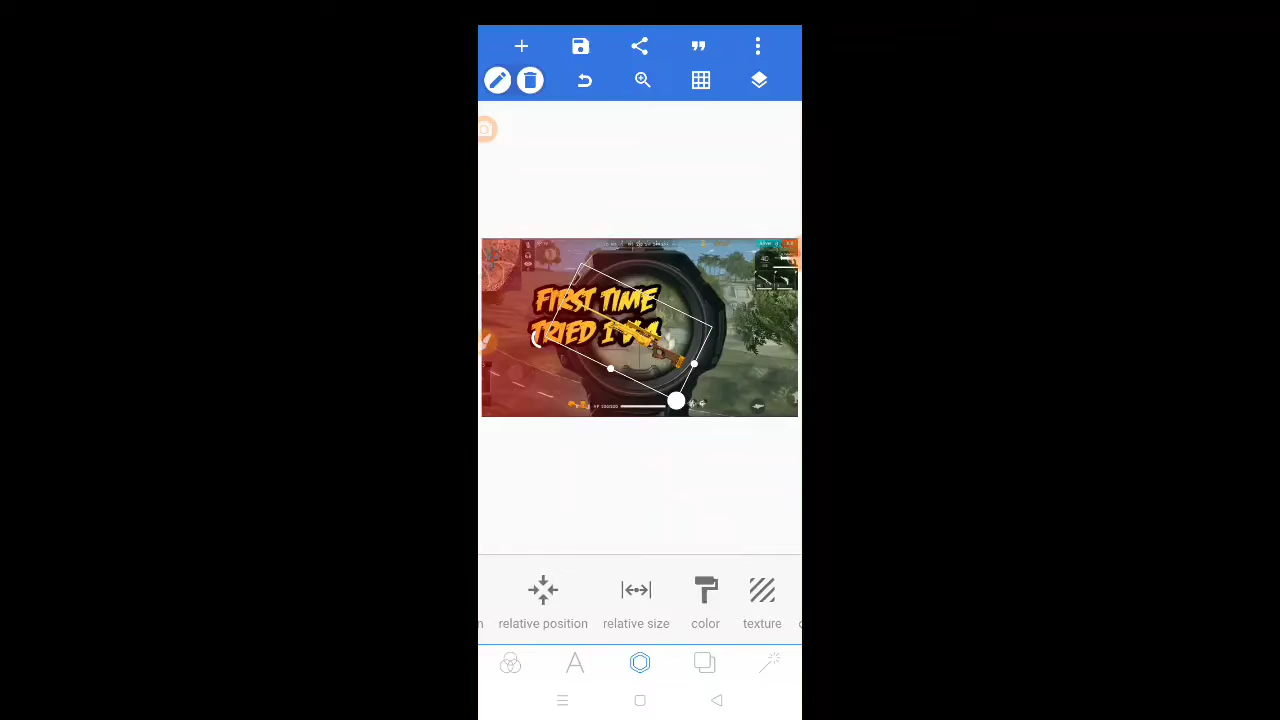 FIRST TIME
TRIED
relative position
relative size
color
texture